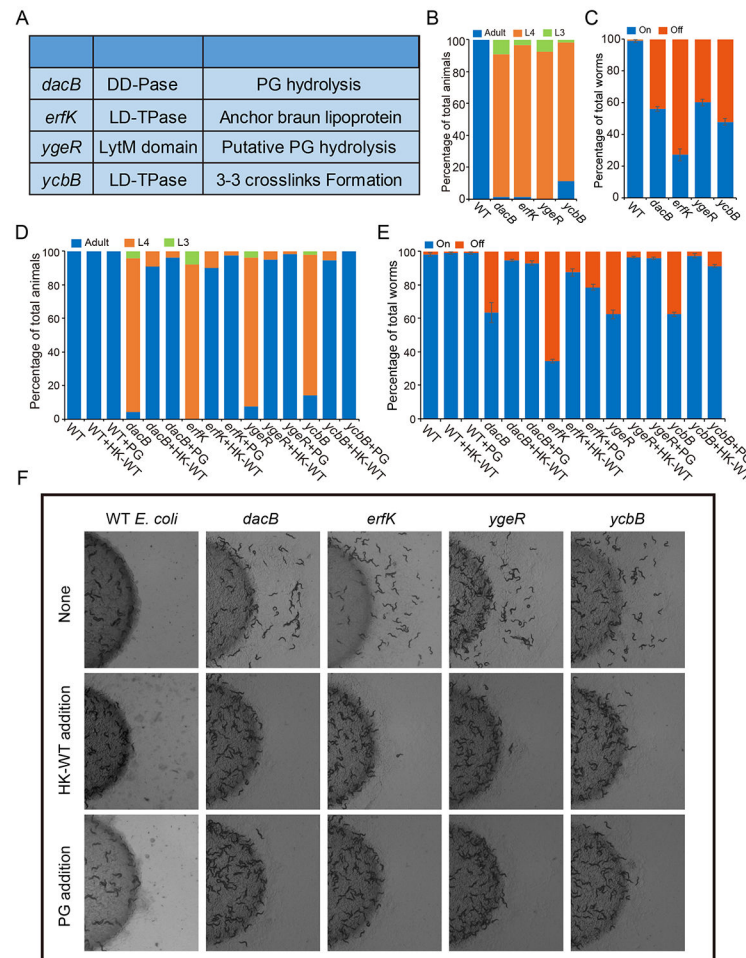 A
dacB DD-Pase PG hydrolysis
erfK LD-TPase Anchor braun lipoprotein
ygeR LytM domain Putative PG hydrolysis
ycbB LD-TPase 3-3 crosslinks Formation
B
Adult L4 L3
Percentage of total animals
100
80
60
40
20
0
WT dacB erfK ygeR ycbB
C
On Off
Percentage of total worms
100
80
60
40
20
0
WT dacB erfK ygeR ycbB
D
Adult L4 L3
Percentage of total animals
100
80
60
40
20
0
WT WT+HK-WT WT+PG dacB dacB+HK-WT dacB+PG erfK erfK+HK-WT erfK+PG ygeR ygeR+HK-WT ygeR+PG ycbB ycbB+HK-WT ycbB+PG
E
On Off
Percentage of total worms
100
80
60
40
20
0
WT WT+HK-WT WT+PG dacB dacB+HK-WT dacB+PG erfK erfK+HK-WT erfK+PG ygeR ygeR+HK-WT ygeR+PG ycbB ycbB+HK-WT ycbB+PG
F
WT E. coli dacB erfK ygeR ycbB
None
HK-WT addition
PG addition